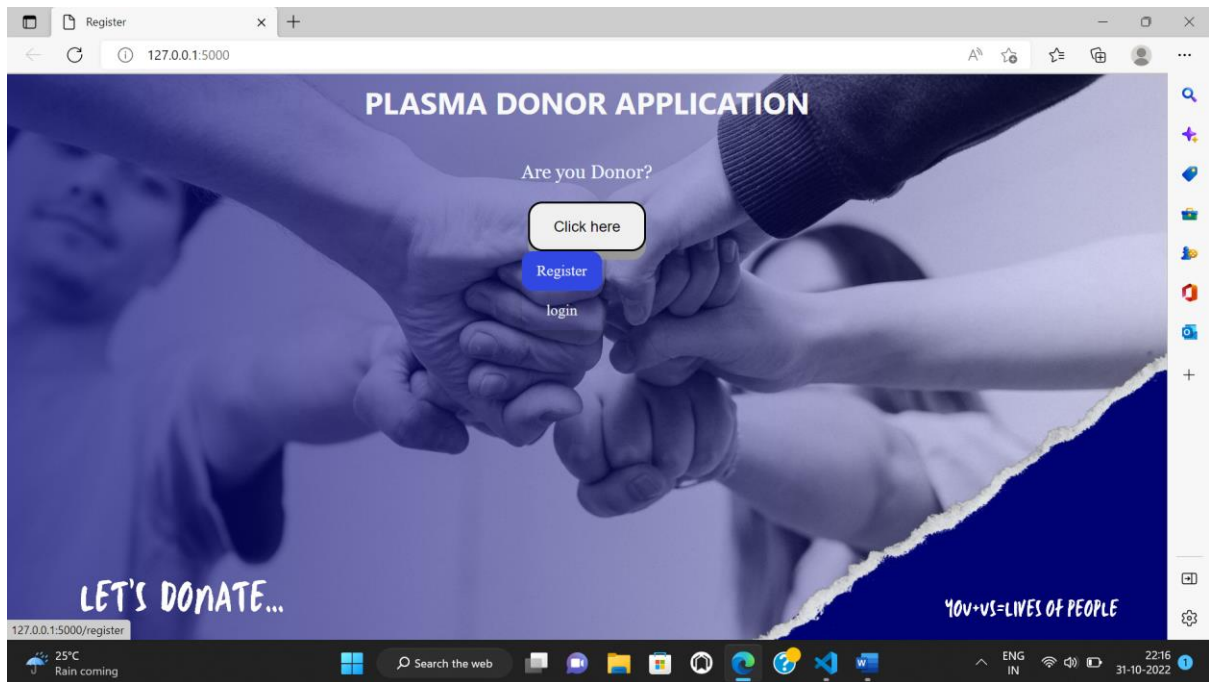 Register
127.0.0.1:5000
PLASMA DONOR APPLICATION
Are you Donor?
Click here
Register
login
LET'S DONATE...
YOU+US=LIVES OF PEOPLE
127.0.0.1:5000/register
25°C
Rain coming
Search the web
ENG
IN
22:16
31-10-2022
1